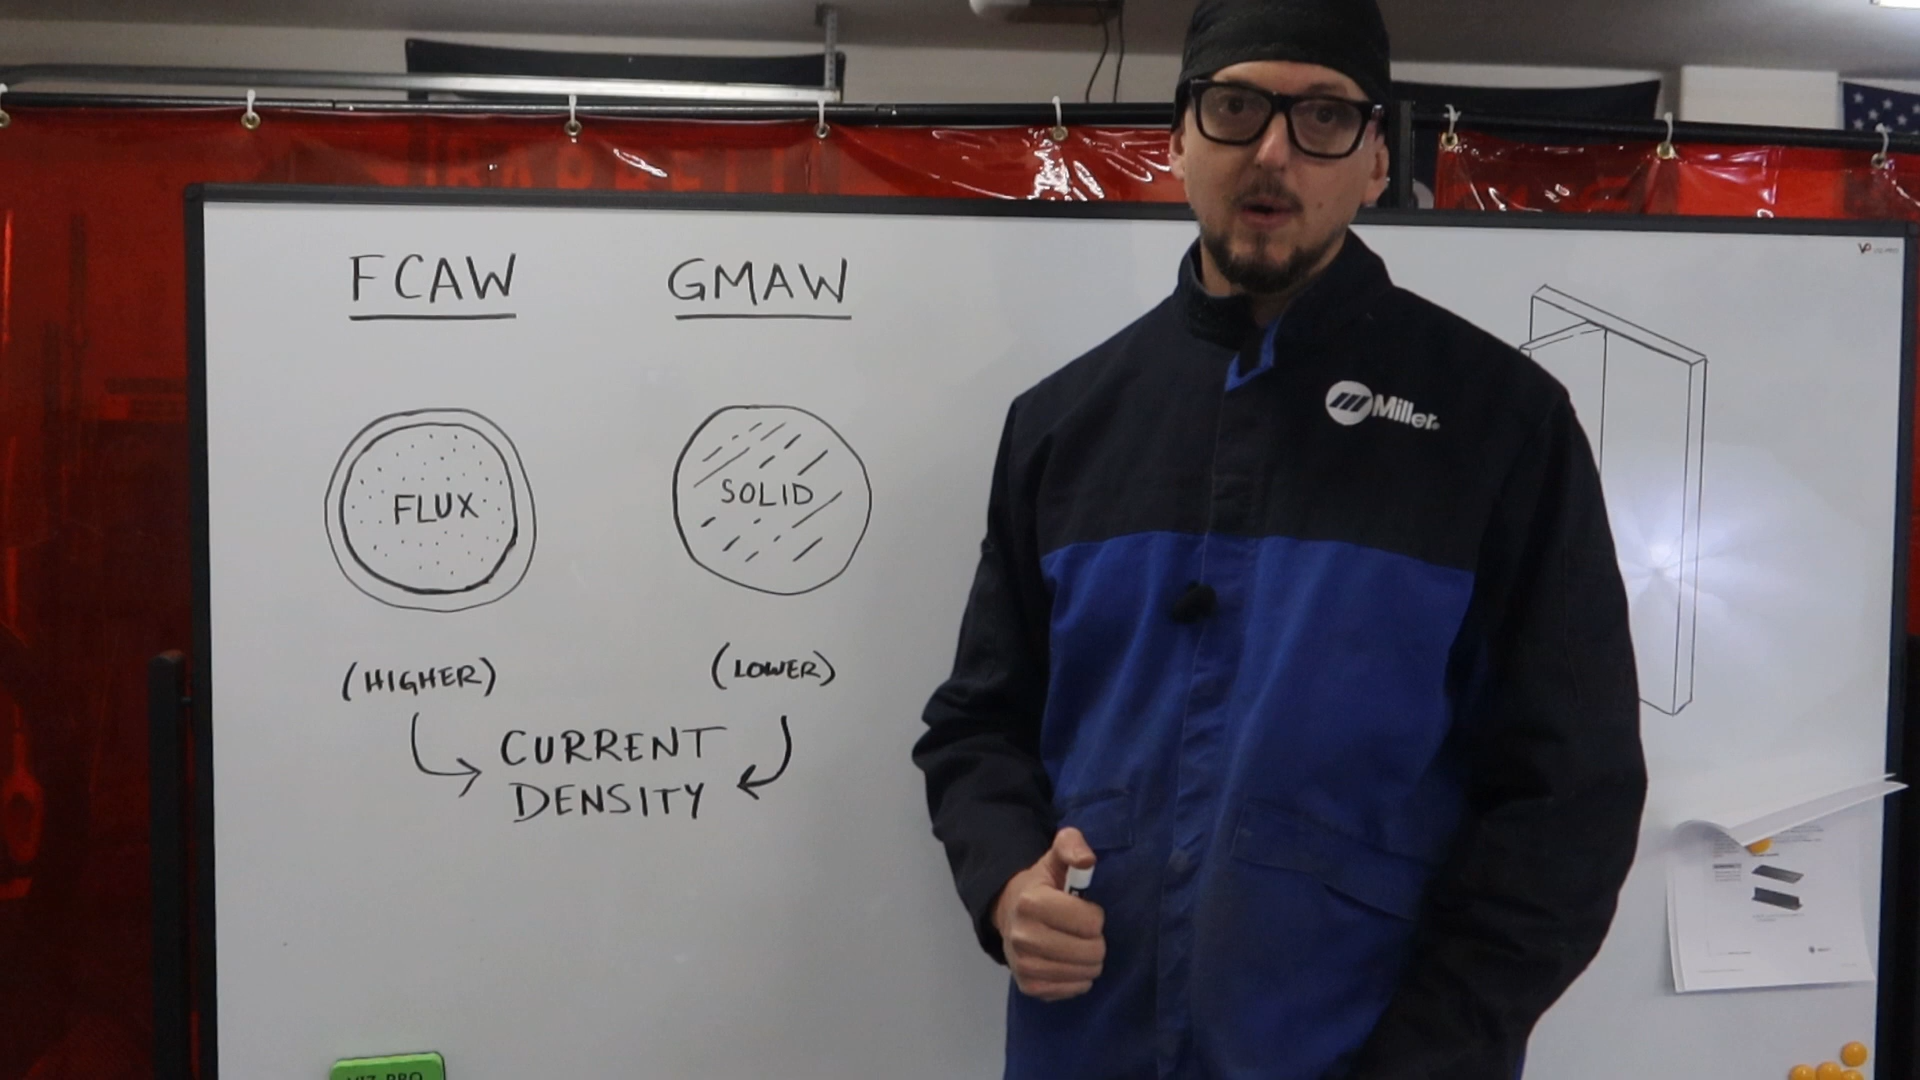 FCAW
GMAW
FLUX
SOLID
(HIGHER)
(LOWER)
CURRENT
DENSITY
Miller